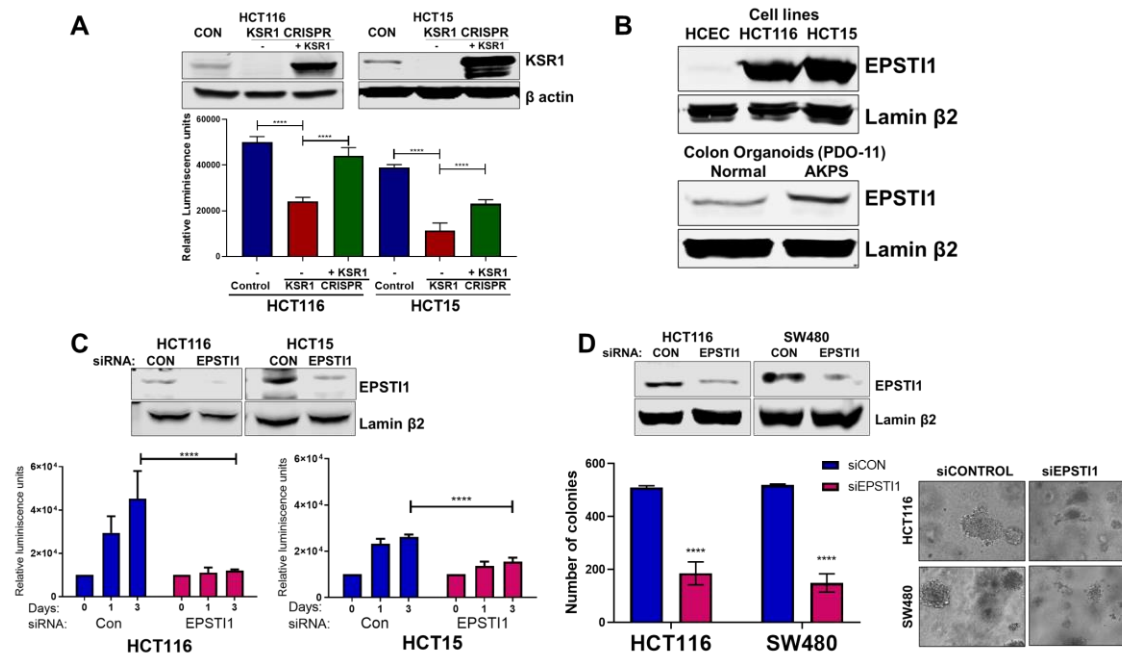 A
HCT116
HCT15
CON KSR1 CRISPR
CON KSR1 CRISPR
- + KSR1
- + KSR1
KSR1
β actin
Relative Luminiscence units
60000
40000
20000
0
****
****
****
****
- - + KSR1 - - + KSR1
Control KSR1 CRISPR Control KSR1 CRISPR
HCT116 HCT15
B
Cell lines
HCEC HCT116 HCT15
EPSTI1
Lamin β2
Colon Organoids (PDO-11)
Normal AKPS
EPSTI1
Lamin β2
C
HCT116 HCT15
siRNA: CON EPSTI1 CON EPSTI1
EPSTI1
Lamin β2
Relative luminiscence units
6×10⁴
4×10⁴
2×10⁴
0
****
Days: 0 1 3 0 1 3
siRNA: Con EPSTI1
HCT116
Relative luminiscence units
6×10⁴
4×10⁴
2×10⁴
0
****
Days: 0 1 3 0 1 3
siRNA: Con EPSTI1
HCT15
D
HCT116 SW480
siRNA: CON EPSTI1 CON EPSTI1
EPSTI1
Lamin β2
Number of colonies
600
400
200
0
siCON
siEPSTI1
****
****
HCT116 SW480
siCONTROL siEPSTI1
HCT116
SW480